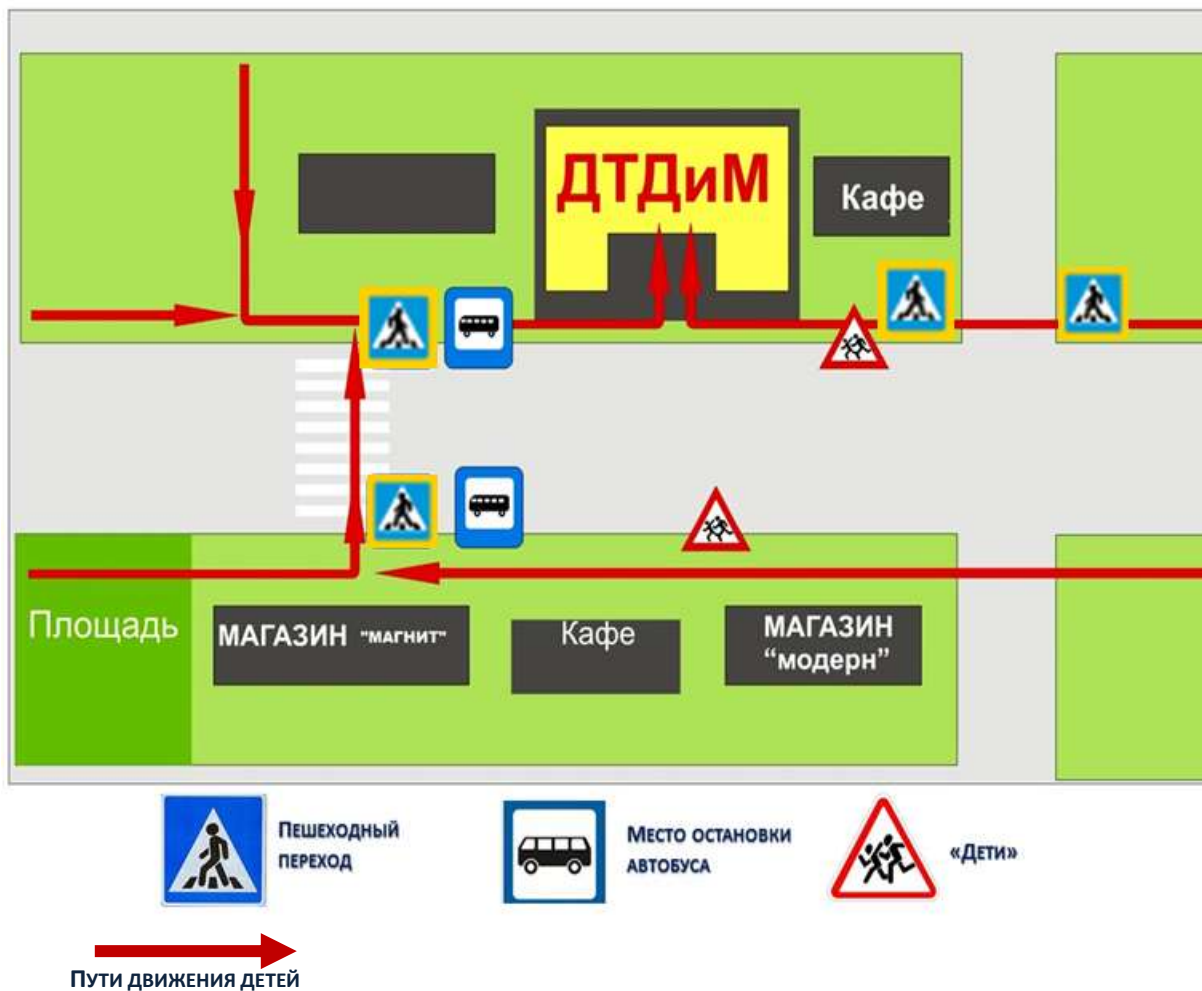 ДТДиМ
Кафе
Площадь
МАГАЗИН "МАГНИТ"
Кафе
МАГАЗИН
“модерн”
ПЕШЕХОДНЫЙ
ПЕРЕХОД
МЕСТО ОСТАНОВКИ
АВТОБУСА
«ДЕТИ»
ПУТИ ДВИЖЕНИЯ ДЕТЕЙ